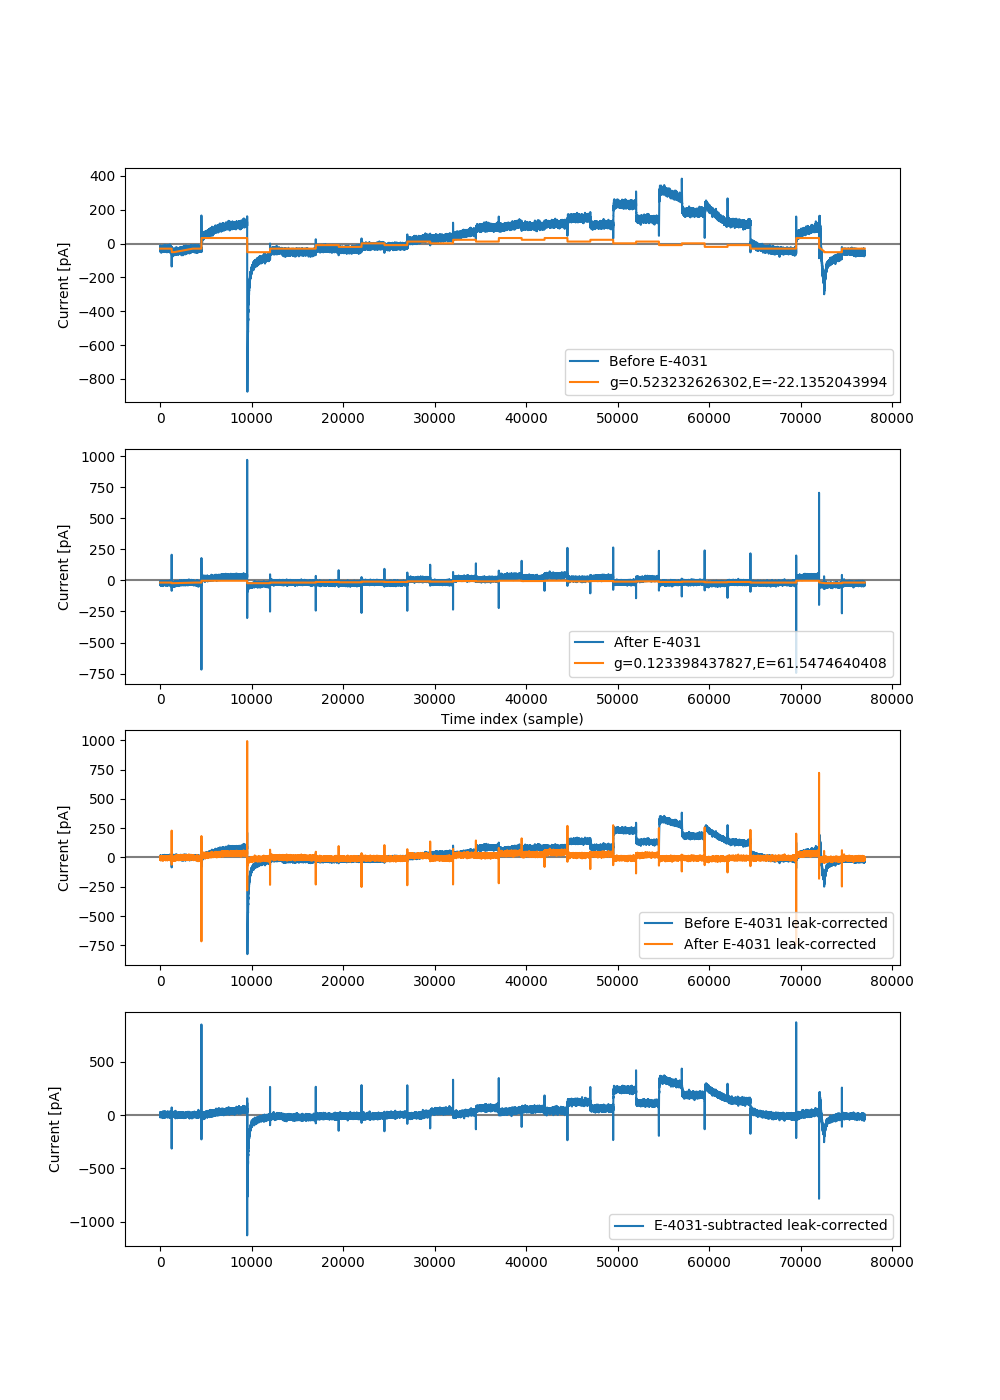 400
200
0
−200
−400
−600
−800
Current [pA]
Before E-4031
g=0.523232626302,E=-22.1352043994
0 10000 20000 30000 40000 50000 60000 70000 80000
1000
750
500
250
0
−250
−500
−750
Current [pA]
After E-4031
g=0.123398437827,E=61.5474640408
0 10000 20000 30000 40000 50000 60000 70000 80000
Time index (sample)
1000
750
500
250
0
−250
−500
−750
Current [pA]
Before E-4031 leak-corrected
After E-4031 leak-corrected
0 10000 20000 30000 40000 50000 60000 70000 80000
500
0
−500
−1000
Current [pA]
E-4031-subtracted leak-corrected
0 10000 20000 30000 40000 50000 60000 70000 80000